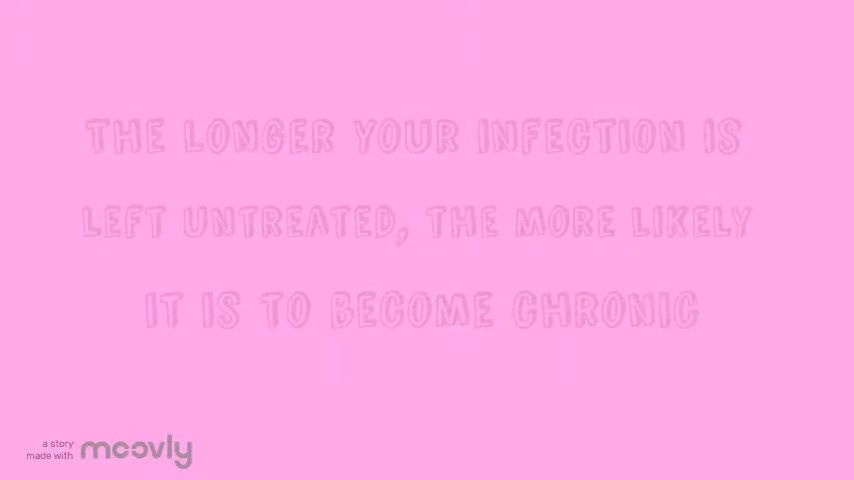 THE LONGER YOUR INFECTION IS
LEFT UNTREATED, THE MORE LIKELY
IT IS TO BECOME CHRONIC
a story
made with moovly